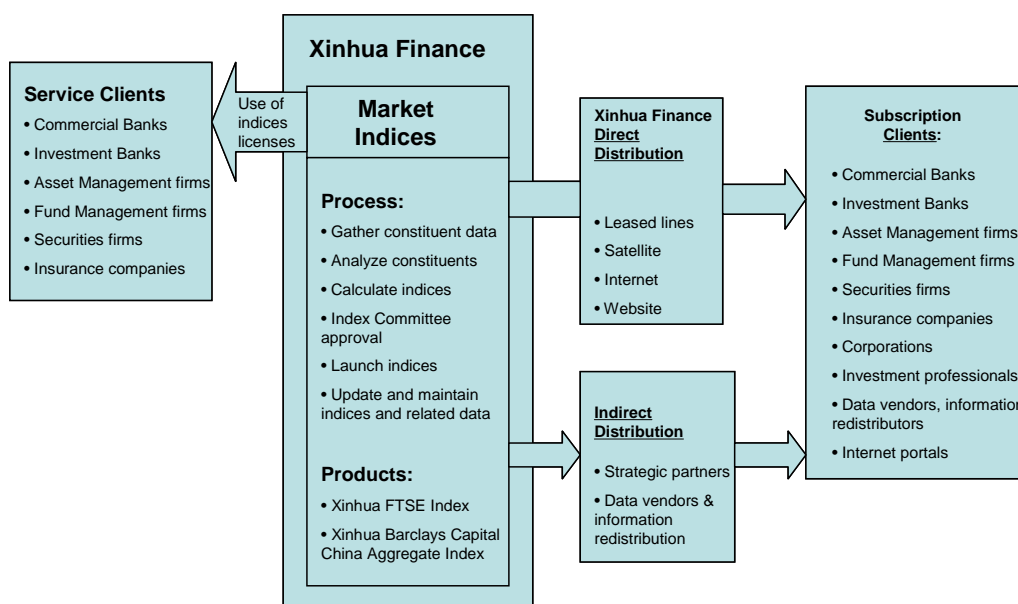 Xinhua Finance
Service Clients
• Commercial Banks
• Investment Banks
• Asset Management firms
• Fund Management firms
• Securities firms
• Insurance companies
Use of
indices
licenses
Market
Indices
Process:
• Gather constituent data
• Analyze constituents
• Calculate indices
• Index Committee
approval
• Launch indices
• Update and maintain
indices and related data
Products:
• Xinhua FTSE Index
• Xinhua Barclays Capital
China Aggregate Index
Xinhua Finance
Direct
Distribution
• Leased lines
• Satellite
• Internet
• Website
Indirect
Distribution
• Strategic partners
• Data vendors &
information
redistribution
Subscription
Clients:
• Commercial Banks
• Investment Banks
• Asset Management firms
• Fund Management firms
• Securities firms
• Insurance companies
• Corporations
• Investment professionals
• Data vendors, information
redistributors
• Internet portals